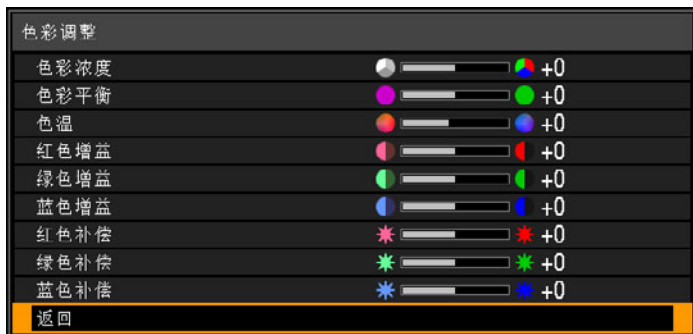 色彩调整
色彩浓度 +0
色彩平衡 +0
色温 +0
红色增益 +0
绿色增益 +0
蓝色增益 +0
红色补偿 +0
绿色补偿 +0
蓝色补偿 +0
返回